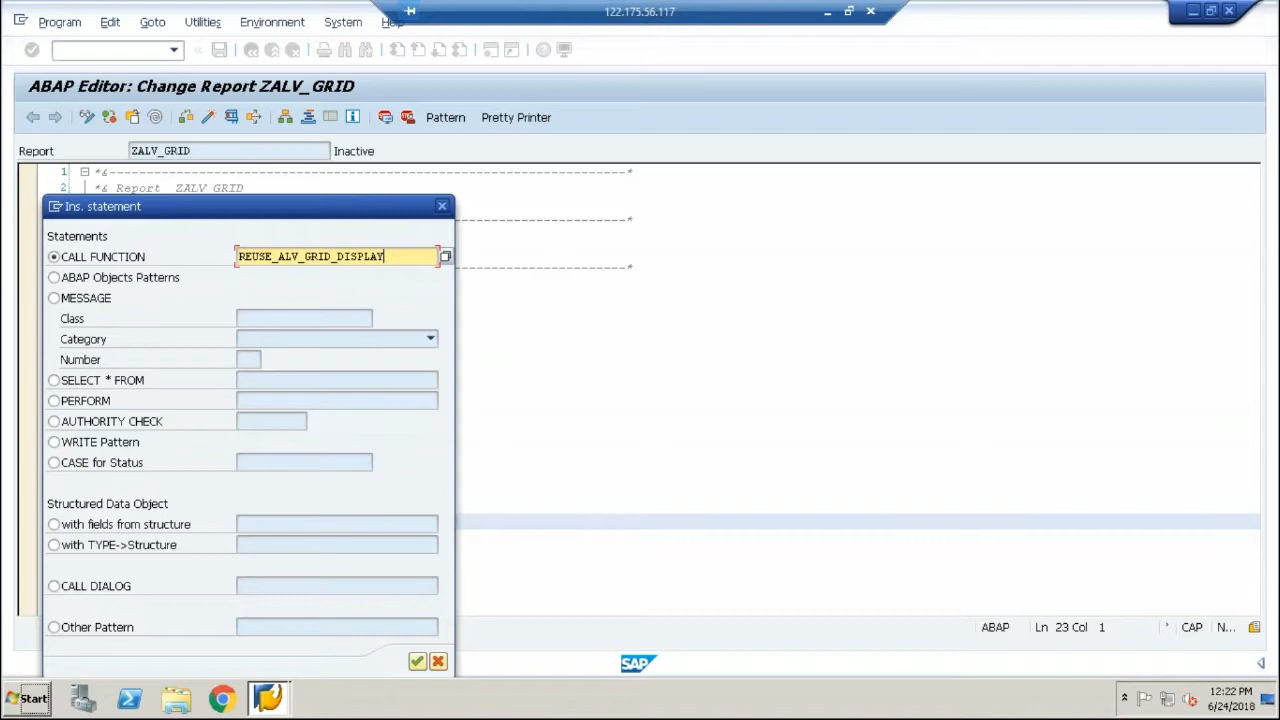 122.175.56.117
Program Edit Goto Utilities Environment System Help
ABAP Editor: Change Report ZALV_GRID
Pattern Pretty Printer
Report ZALV_GRID Inactive
1 *&---------------------------------------------------------------------*
2 *& Report ZALV_GRID
Ins. statement
Statements
CALL FUNCTION REUSE_ALV_GRID_DISPLAY
ABAP Objects Patterns
MESSAGE
Class
Category
Number
SELECT * FROM
PERFORM
AUTHORITY CHECK
WRITE Pattern
CASE for Status
Structured Data Object
with fields from structure
with TYPE->Structure
CALL DIALOG
Other Pattern
ABAP Ln 23 Col 1 * CAP N...
SAP
Start
12:22 PM
6/24/2018